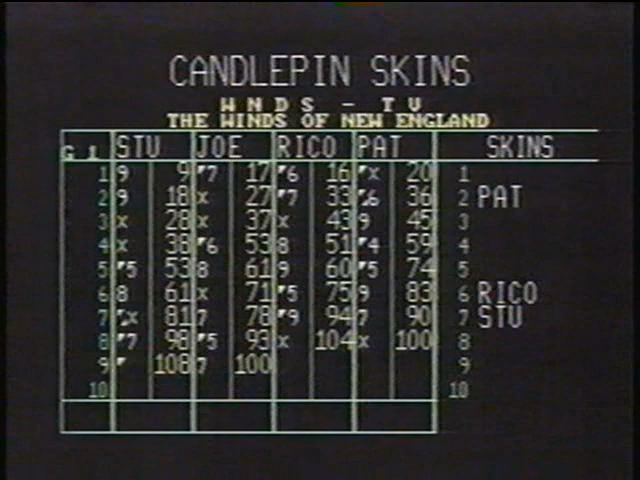 CANDLEPIN SKINS
WNDS - TV
THE WINDS OF NEW ENGLAND
G 1 STU JOE RICO PAT SKINS
1 9 9 ◤7 17 ◤6 16 ◤x 20 1
2 9 18 x 27 ◤7 33 ◤6 36 2 PAT
3 x 28 x 37 x 43 9 45 3
4 x 38 ◤6 53 8 51 ◤4 59 4
5 ◤5 53 8 61 9 60 ◤5 74 5
6 8 61 x 71 ◤5 75 9 83 6 RICO
7 ◤x 81 7 78 ◤9 94 7 90 7 STU
8 ◤7 98 ◤5 93 x 104 x 100 8
9 ◤ 108 7 100 9
10 10